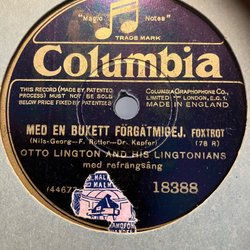 "Magic Notes"
TRADE MARK
Columbia
THIS RECORD (MADE BY PATENTED
PROCESS) MUST NOT BE SOLD
BELOW PRICE FIXED BY PATENTEES
COLUMBIA GRAPHOPHONE CO.,
LIMITED — LONDON, E.C.1.
MADE IN ENGLAND
MED EN BUKETT FÖRGÄTMIGEJ, FOXTROT
(Nils-Georg—F. Rotter—Dr. Kapfer) (78 R)
OTTO LINGTON AND HIS LINGTONIANS
med refrängsång
18388